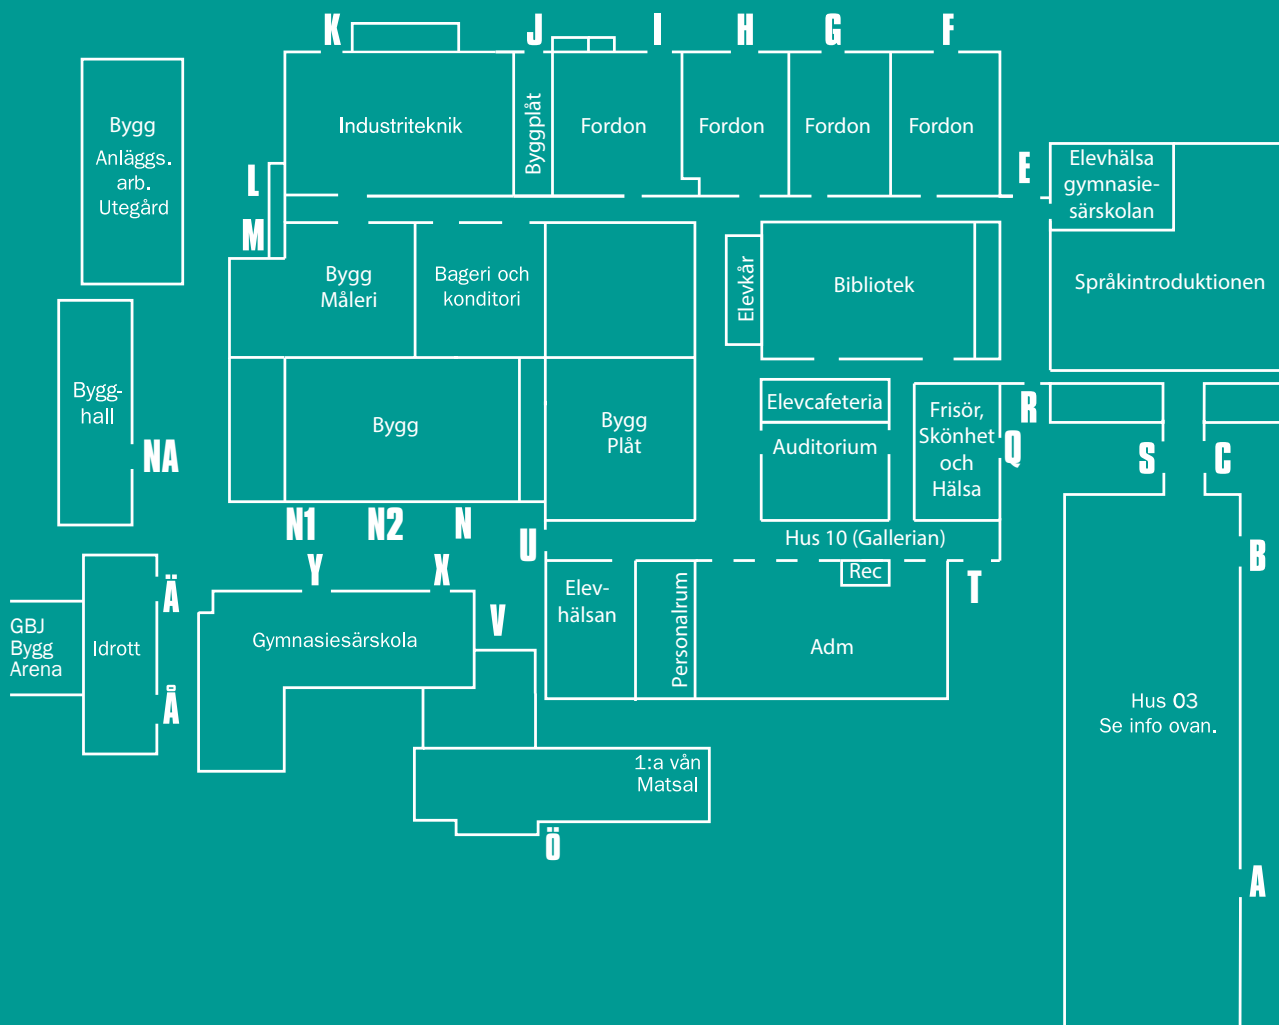 K
J
I
H
G
F
Bygg
Anläggs.
arb.
Utegård
Industriteknik
Byggplåt
Fordon
Fordon
Fordon
Fordon
E
Elevhälsa
gymnasie-
särskolan
L
M
Bygg
Måleri
Bageri och
konditori
Elevkår
Bibliotek
Språkintroduktionen
Bygg-
hall
NA
Bygg
Bygg
Plåt
Elevcafeteria
Auditorium
Frisör,
Skönhet
och
Hälsa
R
Q
S
C
N1
N2
N
U
Hus 10 (Gallerian)
B
Y
X
V
Elev-
hälsan
Personalrum
Rec
T
Adm
Ä
GBJ
Bygg
Arena
Idrott
Å
Gymnasiesärskola
Hus 03
Se info ovan.
1:a vån
Matsal
Ö
A